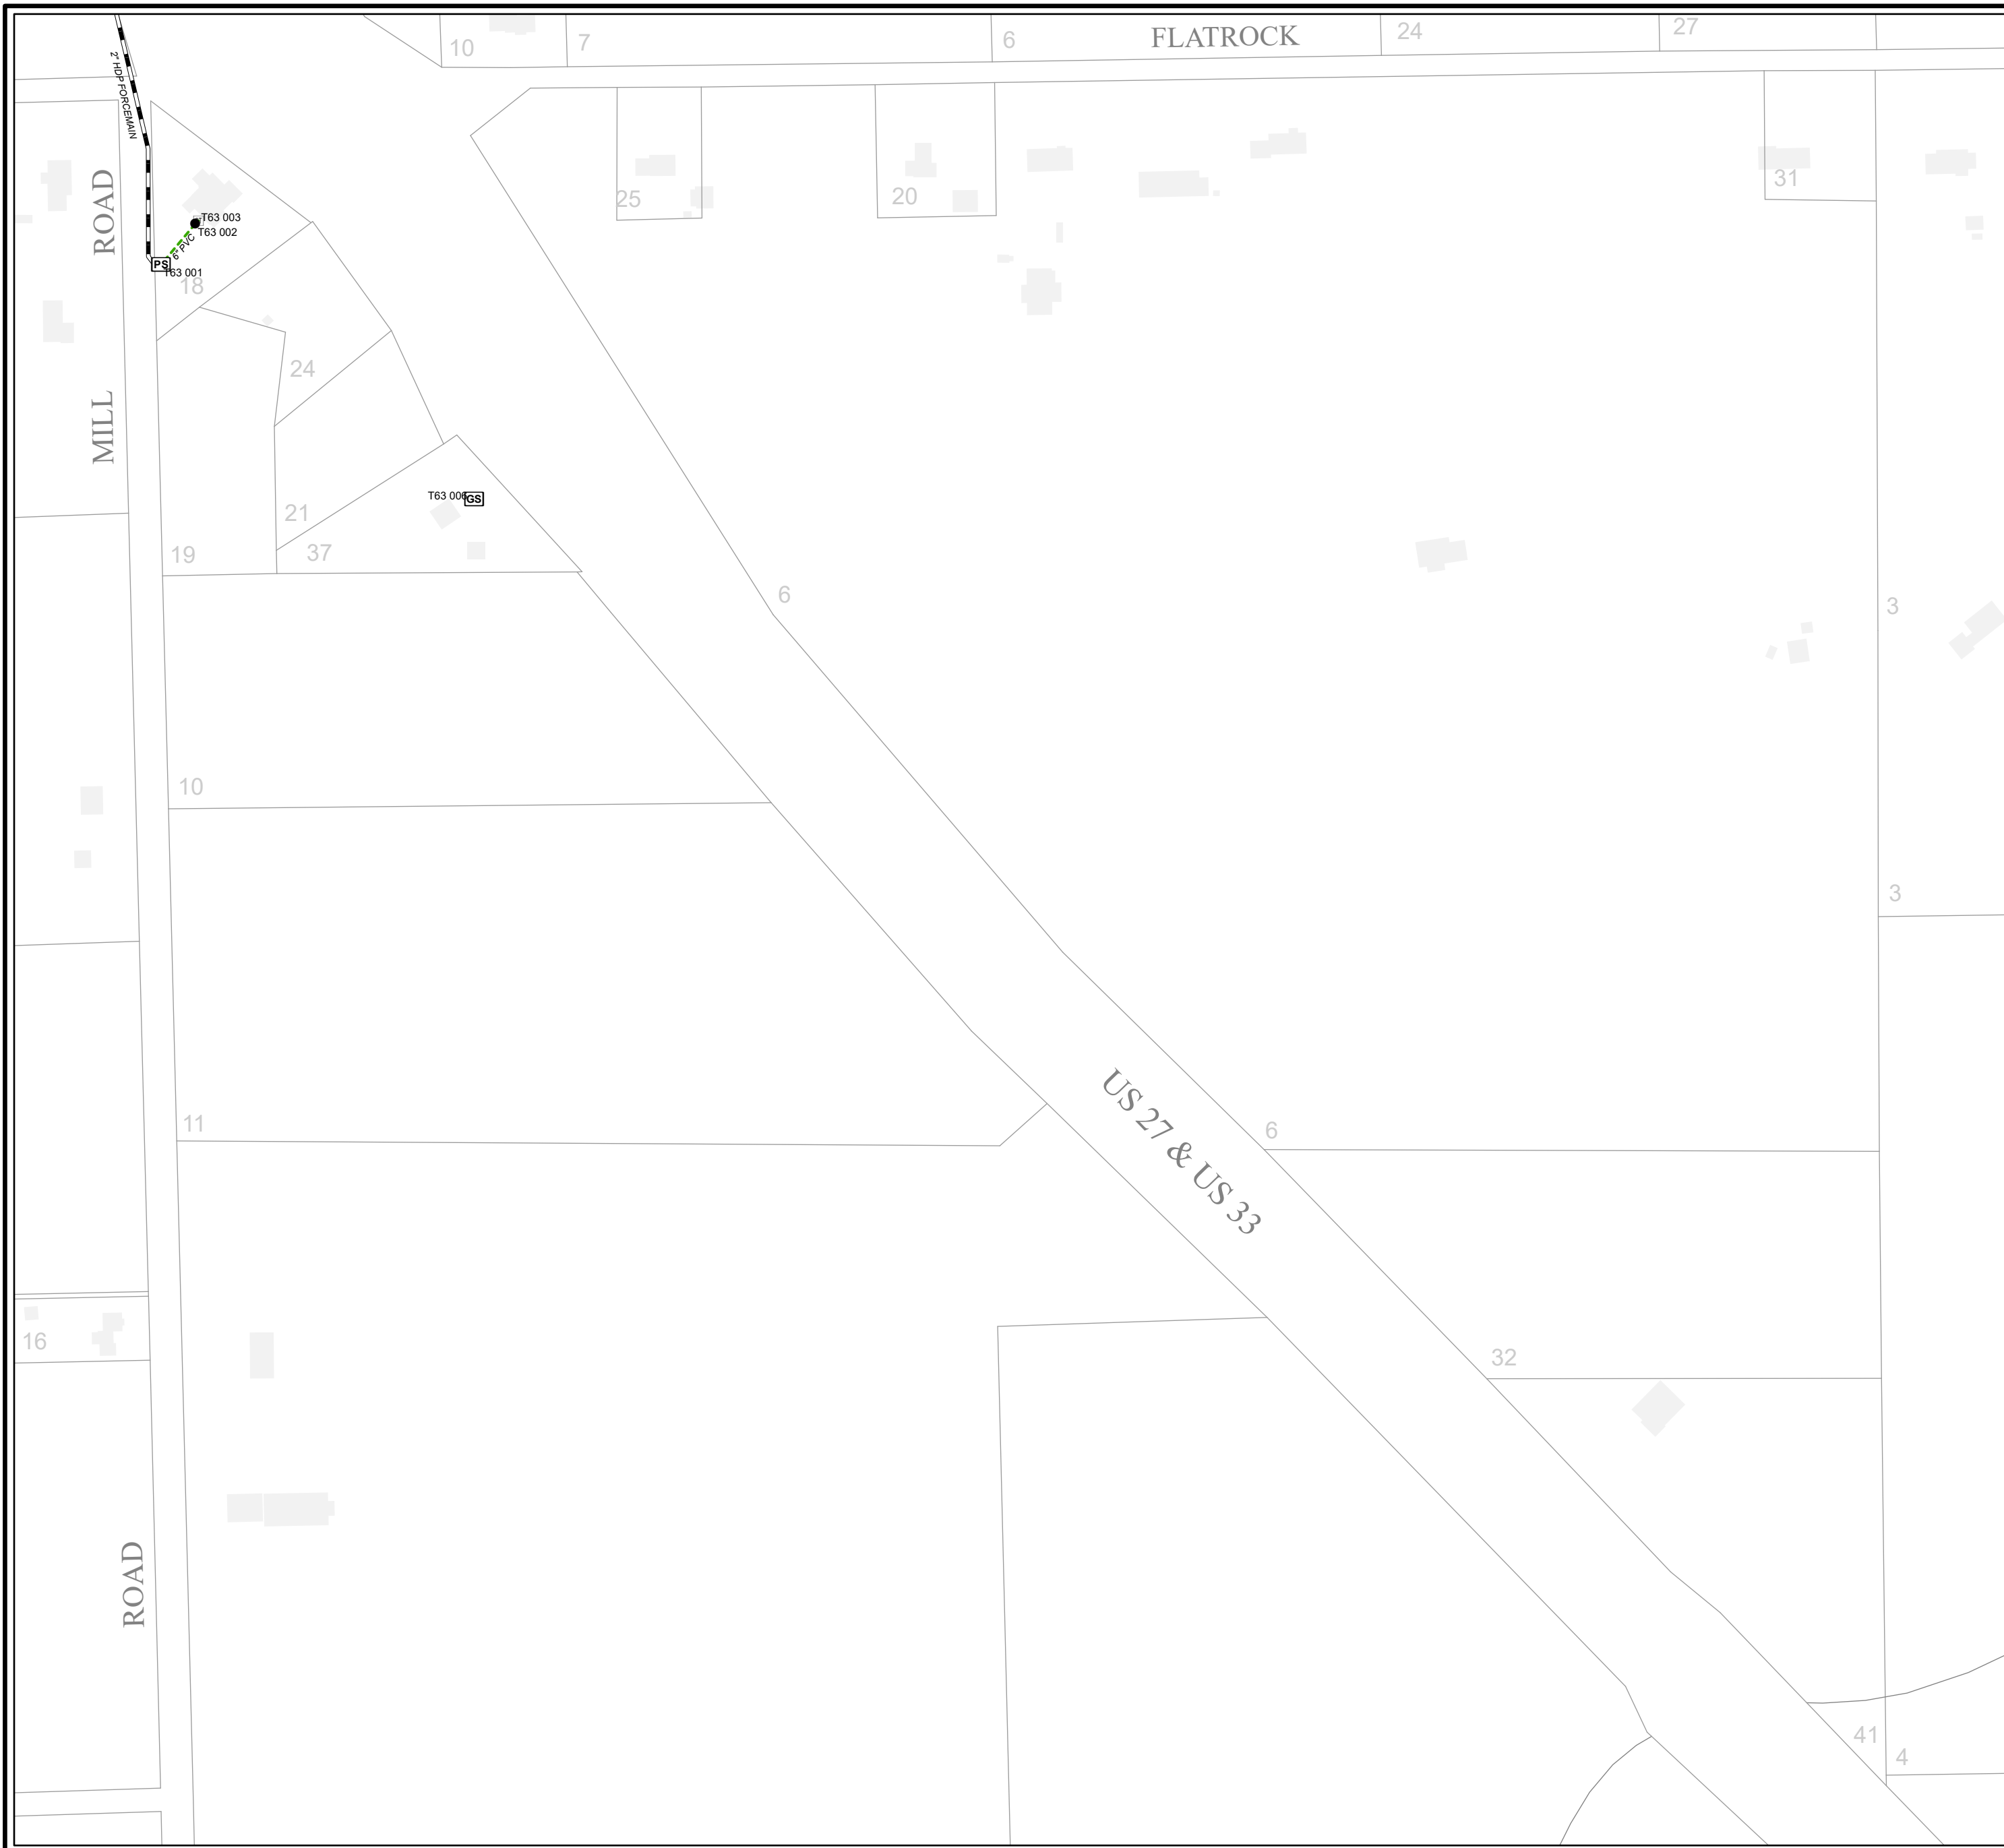 10
7
6
FLATROCK
24
27
2" HDP FORCEMAIN
ROAD
25
20
31
T63 003
T63 002
6" PVC
PS
T63 001
18
MILL
24
T63 006
GS
21
19
37
6
3
10
3
11
US 27 & US 33
6
16
32
ROAD
41
4